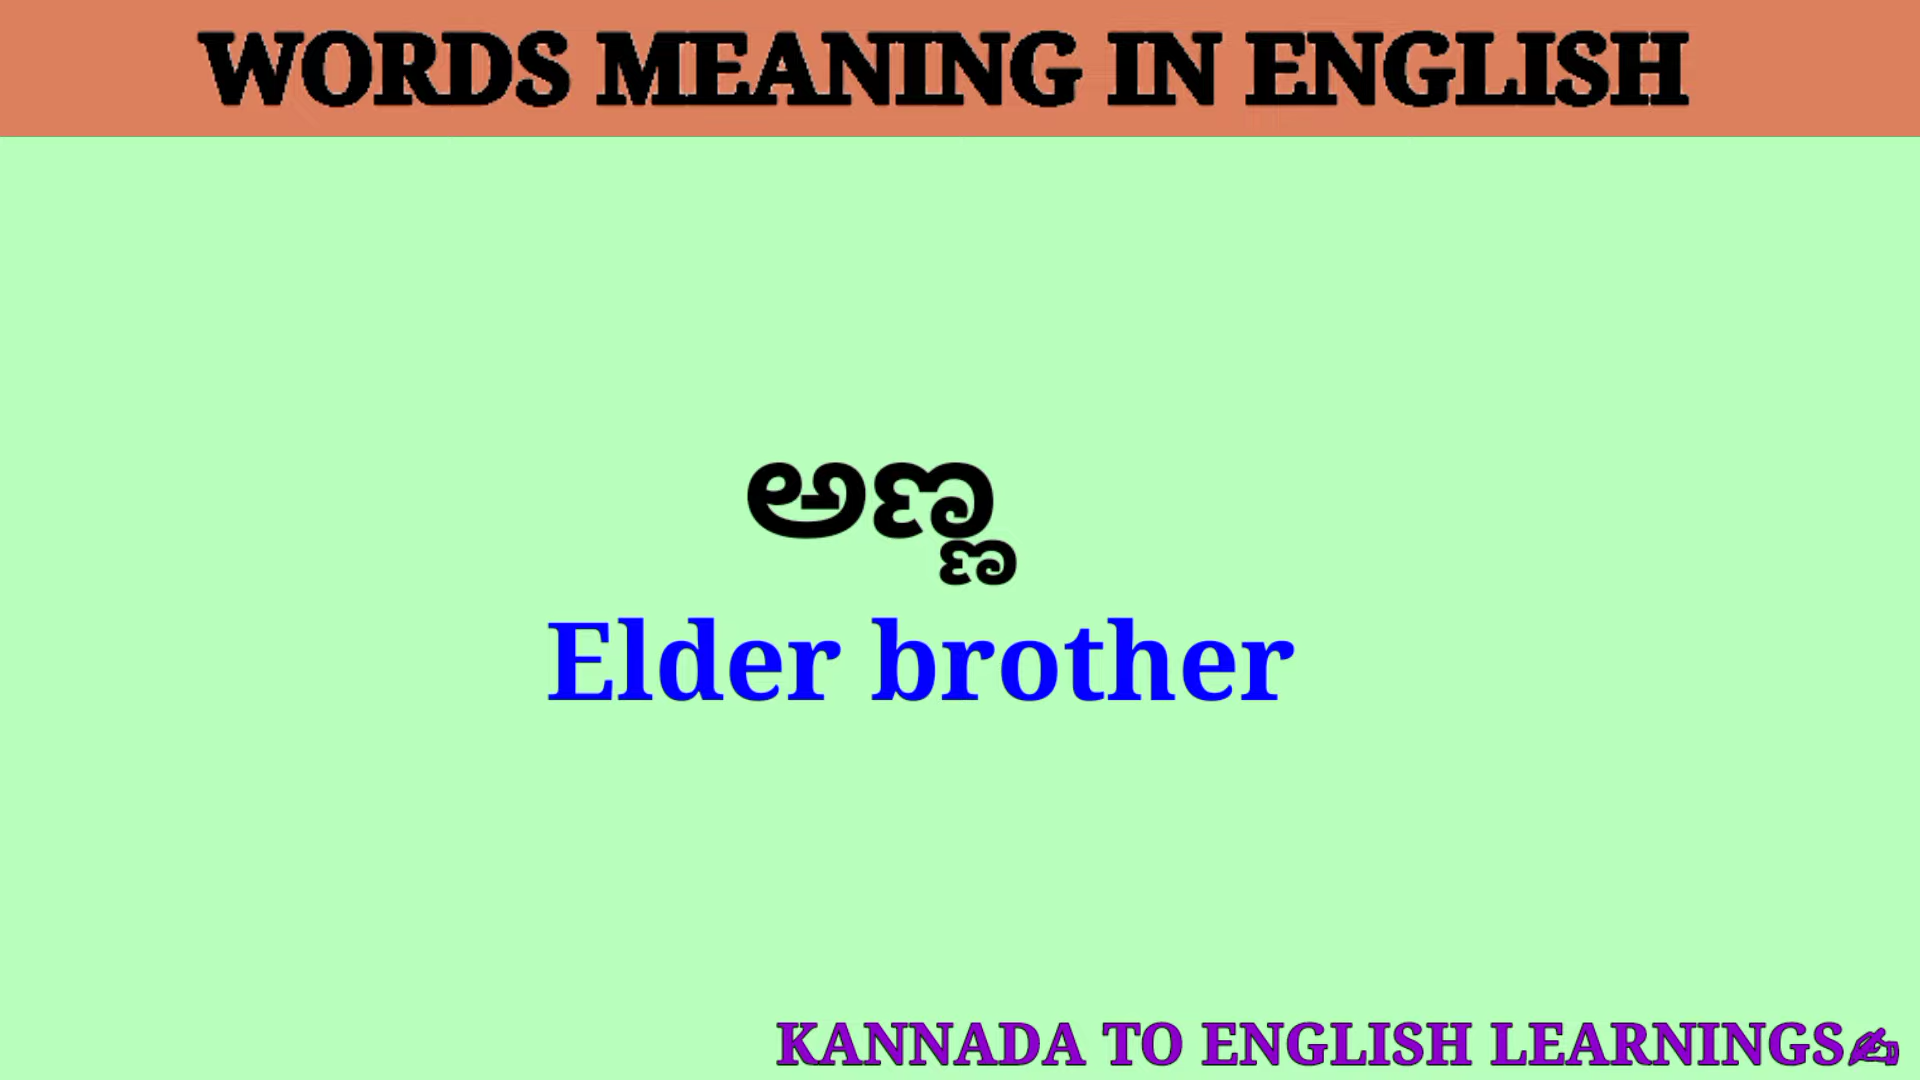 WORDS MEANING IN ENGLISH
ಅಣ್ಣ
Elder brother
KANNADA TO ENGLISH LEARNINGS✍